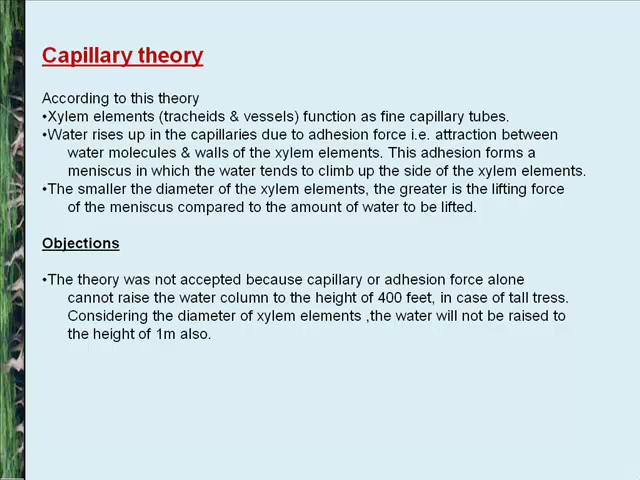 Capillary theory
According to this theory
•Xylem elements (tracheids & vessels) function as fine capillary tubes.
•Water rises up in the capillaries due to adhesion force i.e. attraction between
water molecules & walls of the xylem elements. This adhesion forms a
meniscus in which the water tends to climb up the side of the xylem elements.
•The smaller the diameter of the xylem elements, the greater is the lifting force
of the meniscus compared to the amount of water to be lifted.
Objections
•The theory was not accepted because capillary or adhesion force alone
cannot raise the water column to the height of 400 feet, in case of tall tress.
Considering the diameter of xylem elements ,the water will not be raised to
the height of 1m also.